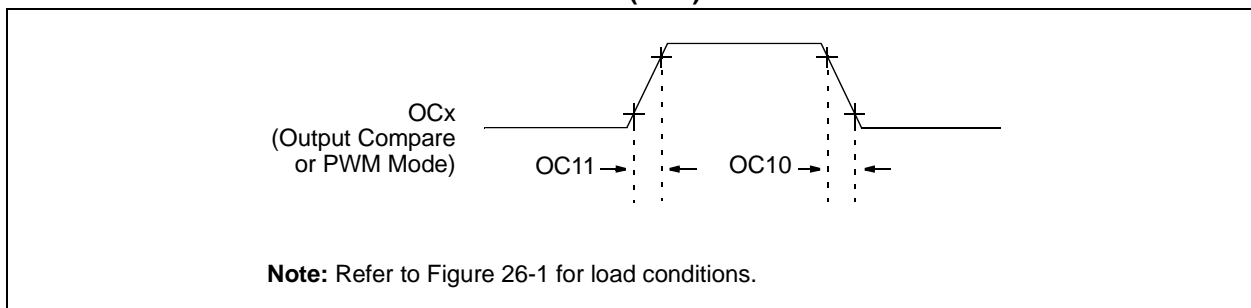 OCx
(Output Compare
or PWM Mode)
OC11
OC10
Note: Refer to Figure 26-1 for load conditions.